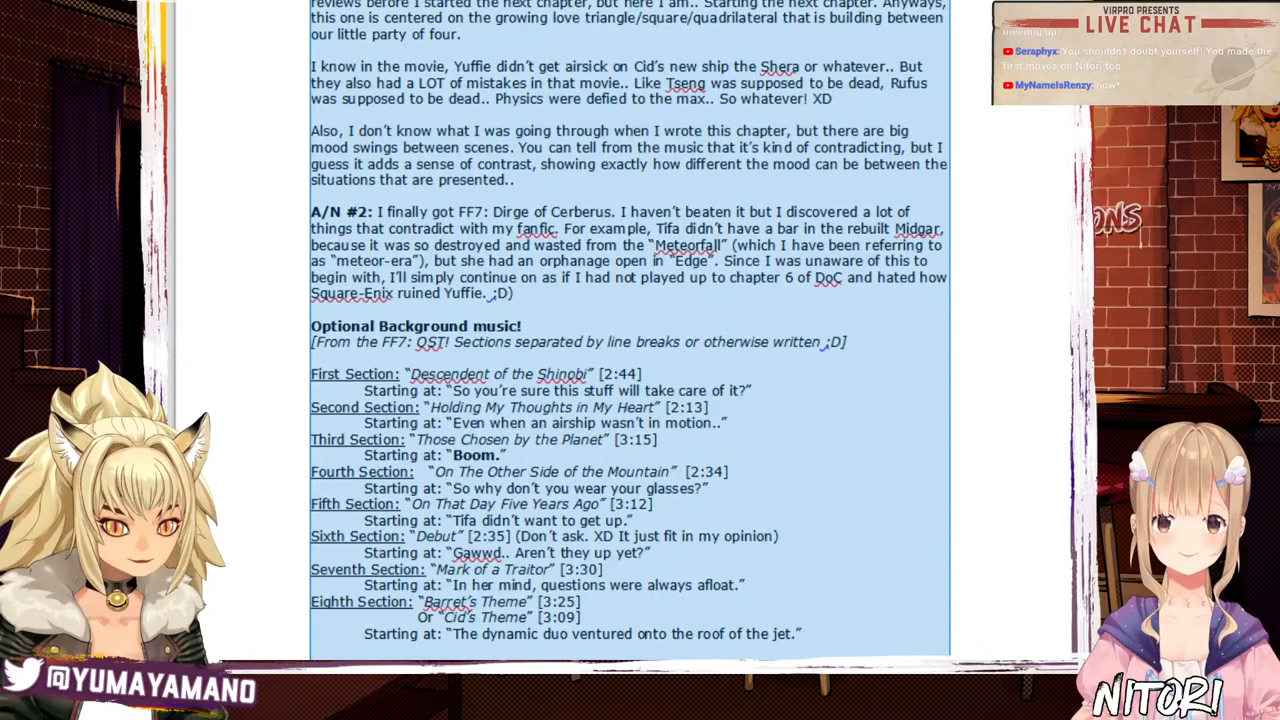 reviews before I started the next chapter, but here I am.. Starting the next chapter. Anyways,
this one is centered on the growing love triangle/square/quadrilateral that is building between
our little party of four.
I know in the movie, Yuffie didn't get airsick on Cid's new ship the Shera or whatever.. But
they also had a LOT of mistakes in that movie.. Like Tseng was supposed to be dead, Rufus
was supposed to be dead.. Physics were defied to the max.. So whatever! XD
Also, I don't know what I was going through when I wrote this chapter, but there are big
mood swings between scenes. You can tell from the music that it's kind of contradicting, but I
guess it adds a sense of contrast, showing exactly how different the mood can be between the
situations that are presented..
A/N #2: I finally got FF7: Dirge of Cerberus. I haven't beaten it but I discovered a lot of
things that contredict with my fanfic. For example, Tifa didn't have a bar in the rebuilt Midgar,
because it was so destroyed and wasted from the "Meteorfall" (which I have been referring to
as "meteor-era"), but she had an orphanage open in "Edge". Since I was unaware of this to
begin with, I'll simply continue on as if I had not played up to chapter 6 of DoC and hated how
Square-Enix ruined Yuffie. ;D)
Optional Background music!
[From the FF7: OST! Sections separated by line breaks or otherwise written ;D]
First Section: "Descendent of the Shinobi" [2:44]
Starting at: "So you're sure this stuff will take care of it?"
Second Section: "Holding My Thoughts in My Heart" [2:13]
Starting at: "Even when an airship wasn't in motion.."
Third Section: "Those Chosen by the Planet" [3:15]
Starting at: "Boom."
Fourth Section: "On The Other Side of the Mountain" [2:34]
Starting at: "So why don't you wear your glasses?"
Fifth Section: "On That Day Five Years Ago" [3:12]
Starting at: "Tifa didn't want to get up."
Sixth Section: "Debut" [2:35] (Don't ask. XD It just fit in my opinion)
Starting at: "Gawwd.. Aren't they up yet?"
Seventh Section: "Mark of a Traitor" [3:30]
Starting at: "In her mind, questions were always afloat."
Eighth Section: "Barret's Theme" [3:25]
Or "Cid's Theme" [3:09]
Starting at: "The dynamic duo ventured onto the roof of the jet."
VIRPRO PRESENTS
LIVE CHAT
meeting up?
Seraphyx: You shouldn't doubt yourself! You made the
first moves on Nitori too
MyNameIsRenzy: how*
ONS
@YUMAYAMANO
NITORI